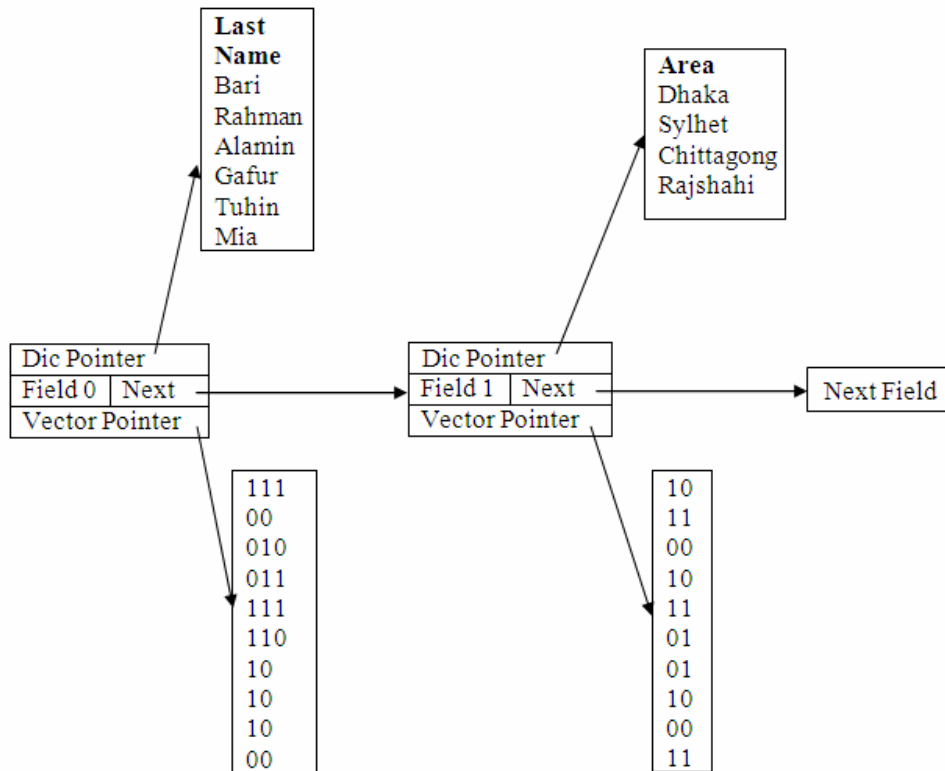 Last
Name
Bari
Rahman
Alamin
Gafur
Tuhin
Mia
Area
Dhaka
Sylhet
Chittagong
Rajshahi
Dic Pointer
Field 0 Next
Vector Pointer
Dic Pointer
Field 1 Next
Vector Pointer
Next Field
111
00
010
011
111
110
10
10
10
00
10
11
00
10
11
01
01
10
00
11